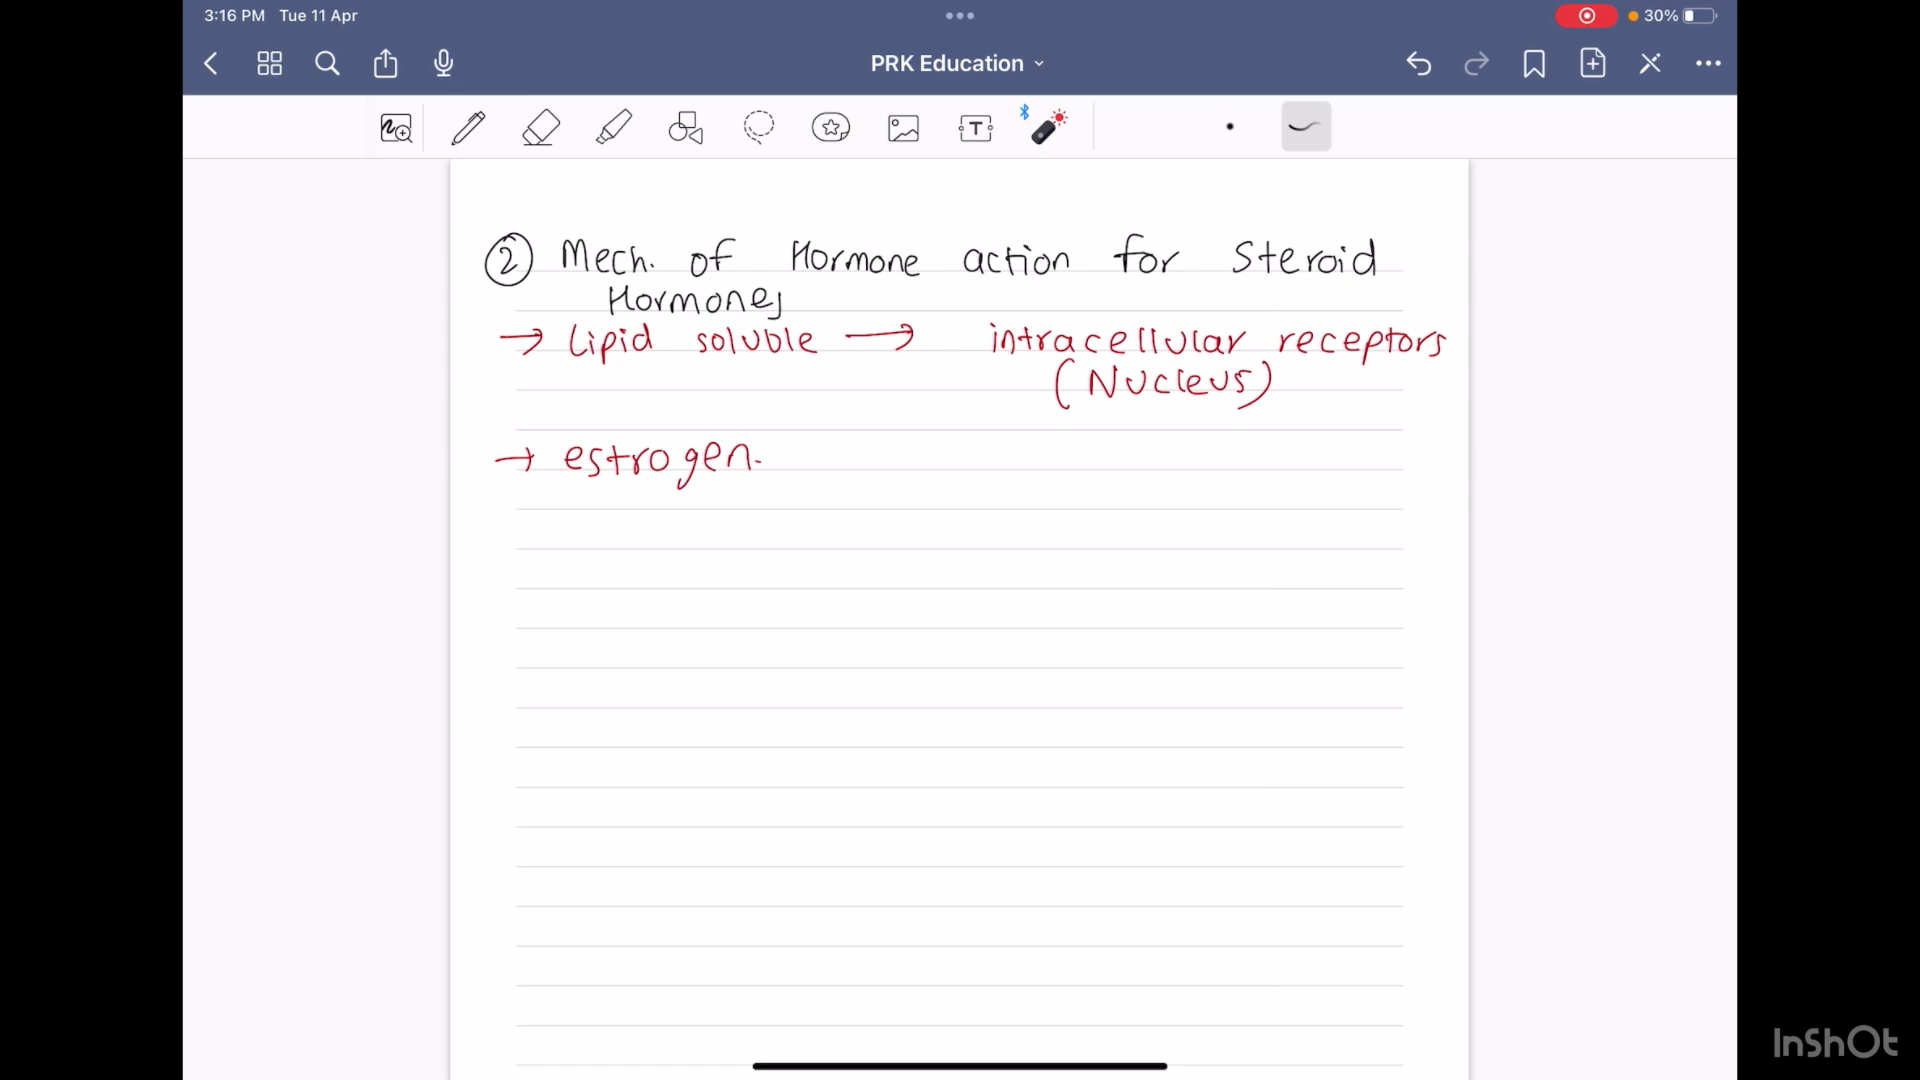 3:16 PM Tue 11 Apr
30%
PRK Education
T
② Mech. of Hormone action for Steroid
Hormones
→ Lipid soluble → intracellular receptors
(Nucleus)
→ estrogen.
InShOt